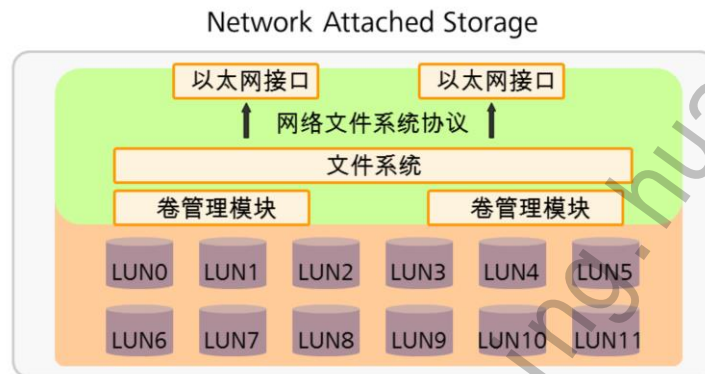 Network Attached Storage
以太网接口 以太网接口
网络文件系统协议
文件系统
卷管理模块 卷管理模块
LUN0 LUN1 LUN2 LUN3 LUN4 LUN5
LUN6 LUN7 LUN8 LUN9 LUN10 LUN11